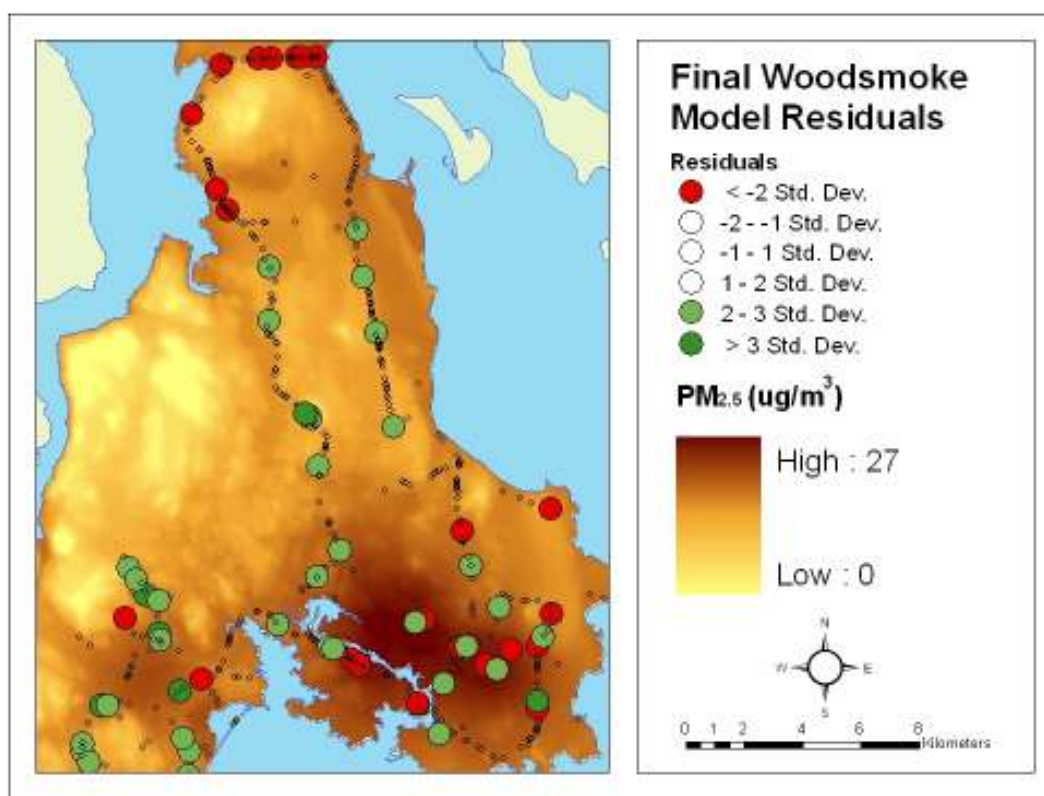 Final Woodsmoke
Model Residuals
Residuals
< -2 Std. Dev.
-2 - -1 Std. Dev.
-1 - 1 Std. Dev.
1 - 2 Std. Dev.
2 - 3 Std. Dev.
> 3 Std. Dev.
PM2.5 (ug/m³)
High : 27
Low : 0
N
W E
S
0 1 2 4 6 8
Kilometers